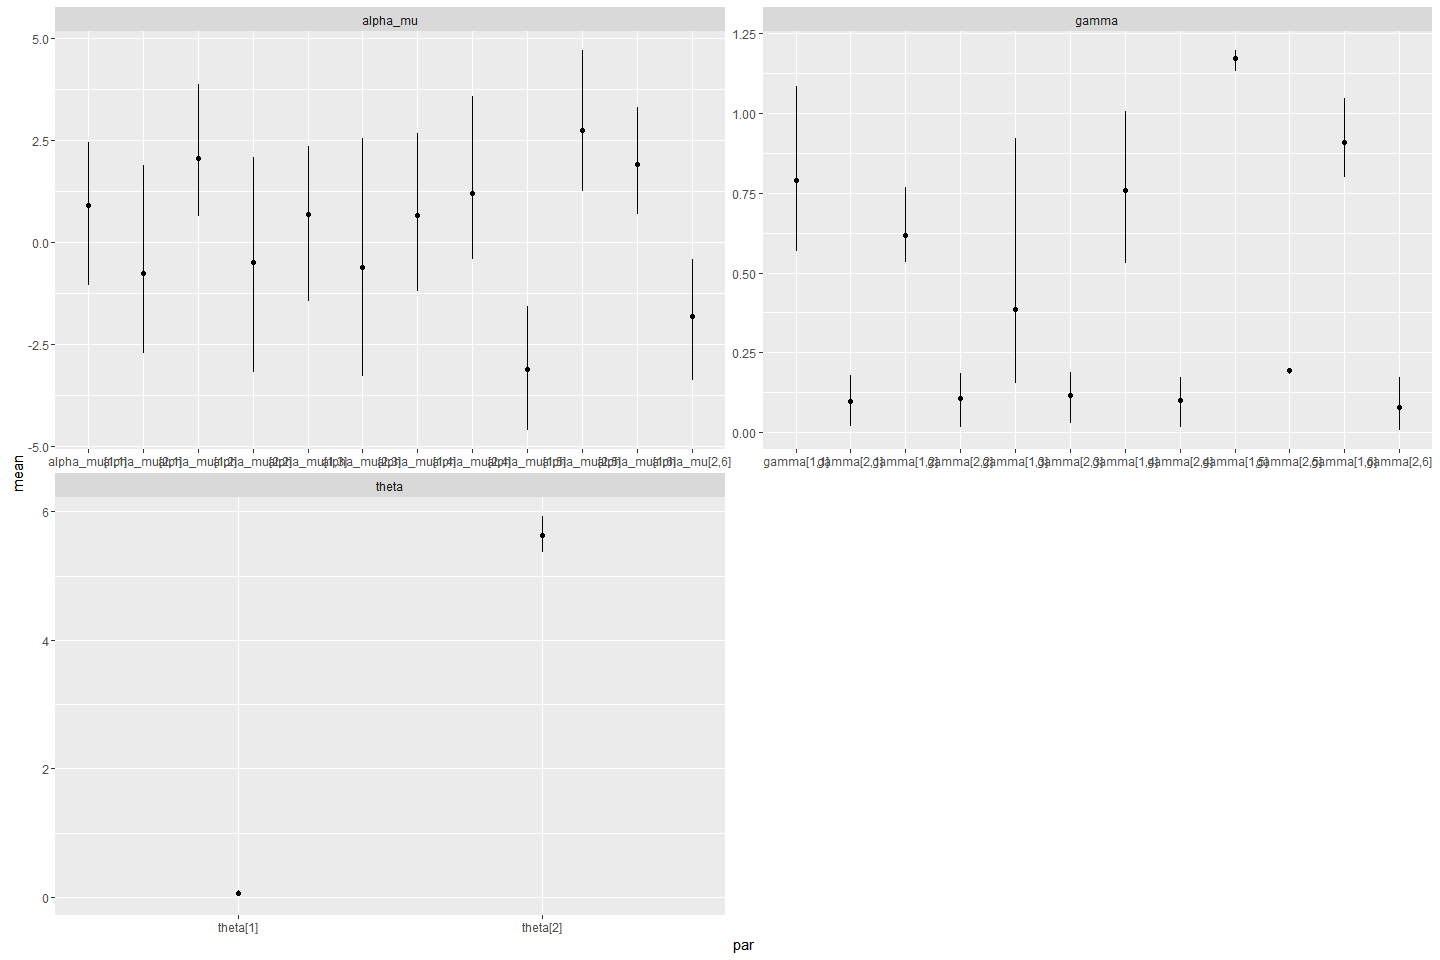 alpha_mu
gamma
5.0
2.5
0.0
-2.5
-5.0
1.25
1.00
0.75
0.50
0.25
0.00
alpha_mu[1,1] alpha_mu[2,1] alpha_mu[1,2] alpha_mu[2,2] alpha_mu[1,3] alpha_mu[2,3] alpha_mu[1,4] alpha_mu[2,4] alpha_mu[1,5] alpha_mu[2,5] alpha_mu[1,6] alpha_mu[2,6]
gamma[1,1] gamma[2,1] gamma[1,2] gamma[2,2] gamma[1,3] gamma[2,3] gamma[1,4] gamma[2,4] gamma[1,5] gamma[2,5] gamma[1,6] gamma[2,6]
mean
theta
6
4
2
0
theta[1] theta[2]
par